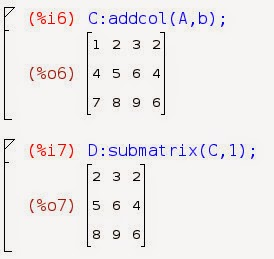 (%i6) C:addcol(A,b);
1 2 3 2
(%o6) 4 5 6 4
7 8 9 6
(%i7) D:submatrix(C,1);
2 3 2
(%o7) 5 6 4
8 9 6